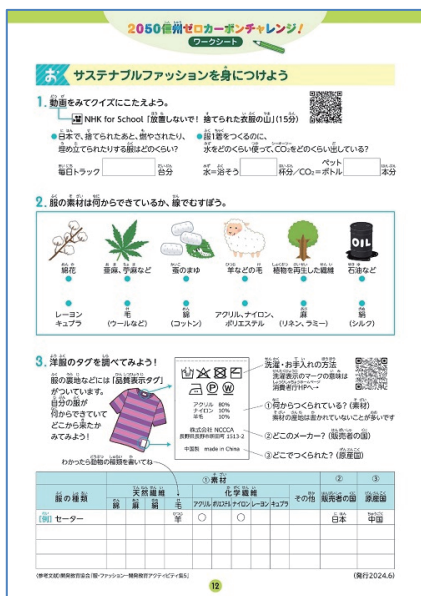 2050信州ゼロカーボンチャレンジ!
ワークシート
お サステナブルファッションを身につけよう
1. 動画をみてクイズにこたえよう。
NHK for School「放置しないで! 捨てられた衣服の山」(15分)
●日本で、捨てられたあと、燃やされたり、
埋め立てられたりする服はどのくらい?
毎日トラック 台分
●服1着をつくるのに、
水をどのくらい使って、CO₂をどのくらい出している?
水=浴そう 杯分/CO₂=ペットボトル 本分
2. 服の素材は何からできているか、線でむすぼう。
OIL
綿花 亜麻、苧麻など 蚕のまゆ 羊などの毛 植物を再生した繊維 石油など
レーヨン 毛 綿 アクリル、ナイロン、 麻 絹
キュプラ (ウールなど) (コットン) ポリエステル (リネン、ラミー) (シルク)
3. 洋服のタグを調べてみよう!
服の裏地などには「品質表示タグ」
がついています。
自分の服が
何からできていて
どこから来たか
みてみよう!
P W
アクリル 80%
ナイロン 10%
羊毛 10%
株式会社 NCCCA
中国製 made in China
洗濯・お手入れの方法
洗濯表示のマークの意味は
消費者庁HPへ→
①何からつくられている?(素材)
素材の産地は書かれていないことが多いです
②どこのメーカー?(販売者の国)
③どこでつくられた?(原産国)
わかったら動物の種類を書いてね
①素材 ② ③
服の種類 天然繊維 化学繊維 その他 販売者の国 原産国
綿 麻 絹 毛 アクリル ポリエステル ナイロン レーヨン キュプラ
[例] セーター 羊 ○ ○ 日本 中国
(参考文献)開発教育協会「服・ファッションー開発教育アクティビティ集5」
(発行2024.6)
12